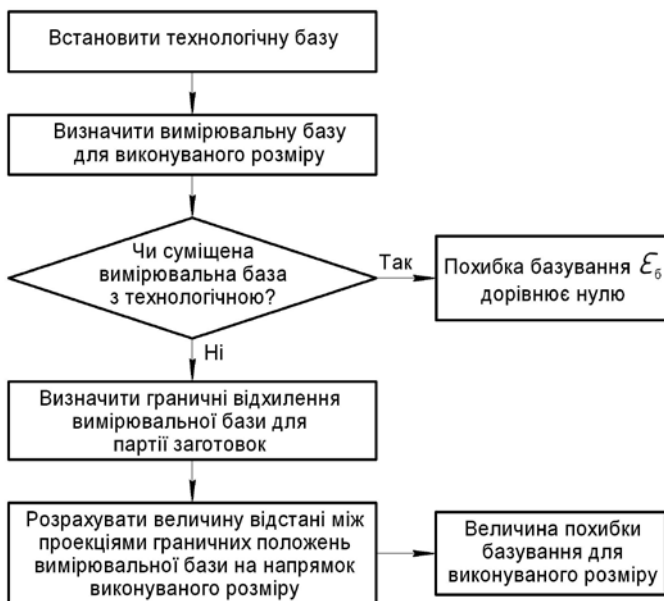 Встановити технологічну базу
Визначити вимірювальну базу
для виконуваного розміру
Чи суміщена
вимірювальна база
з технологічною?
Так
Похибка базування ℰб
дорівнює нулю
Ні
Визначити граничні відхилення
вимірювальної бази для
партії заготовок
Розрахувати величину відстані між
проекціями граничних положень
вимірювальної бази на напрямок
виконуваного розміру
Величина похибки
базування для
виконуваного розміру